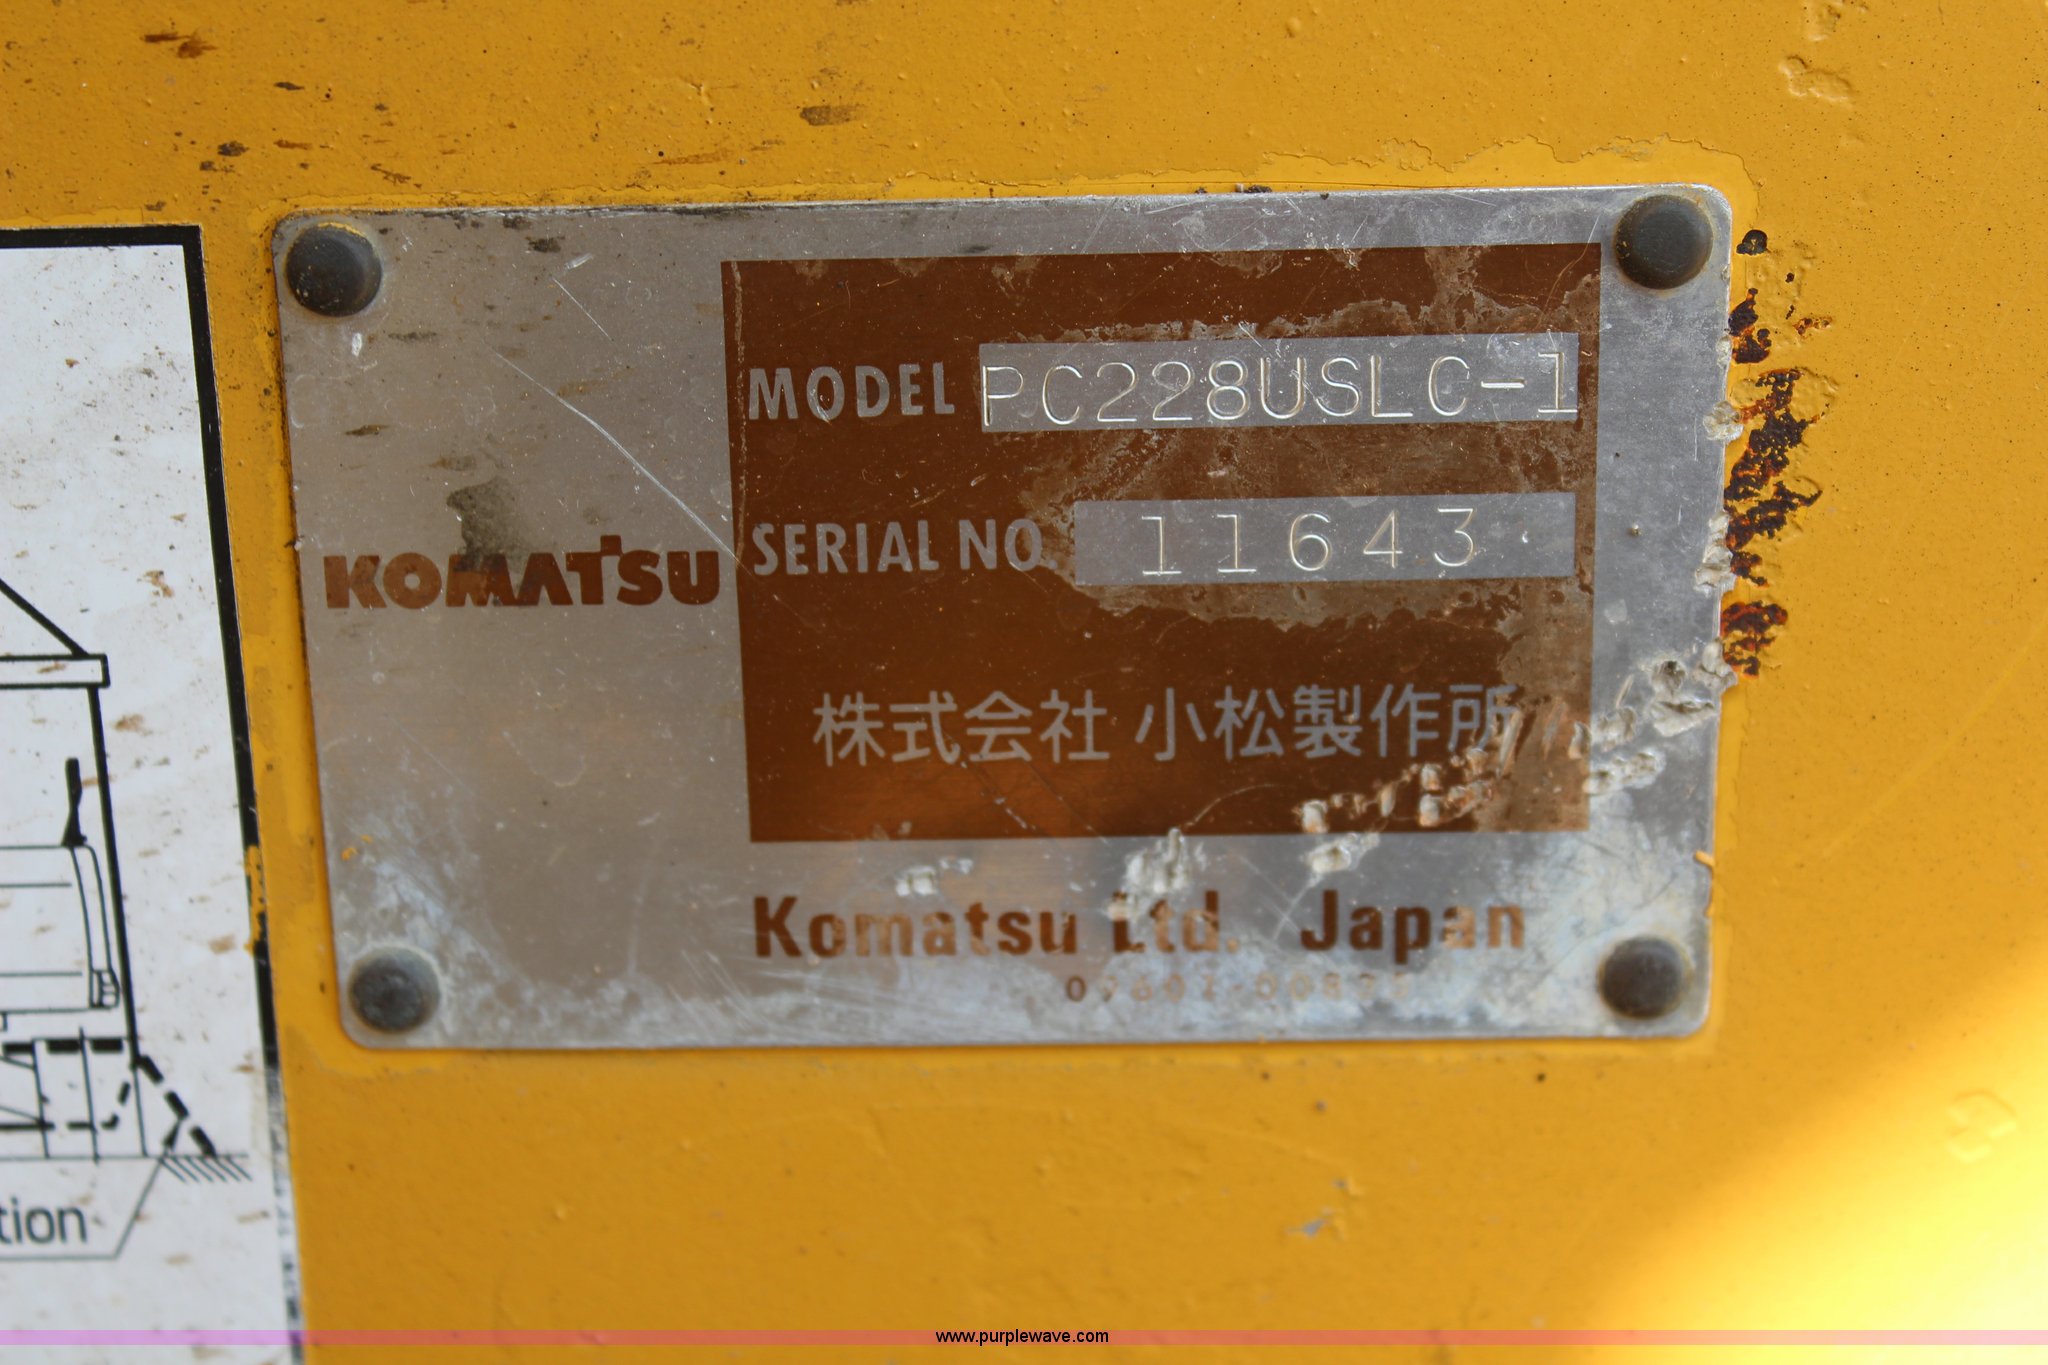 KOMATSU
MODEL PC228USLC-1
SERIAL NO. 11643
株式会社 小松製作所
Komatsu Ltd. Japan
tion
www.purplewave.com